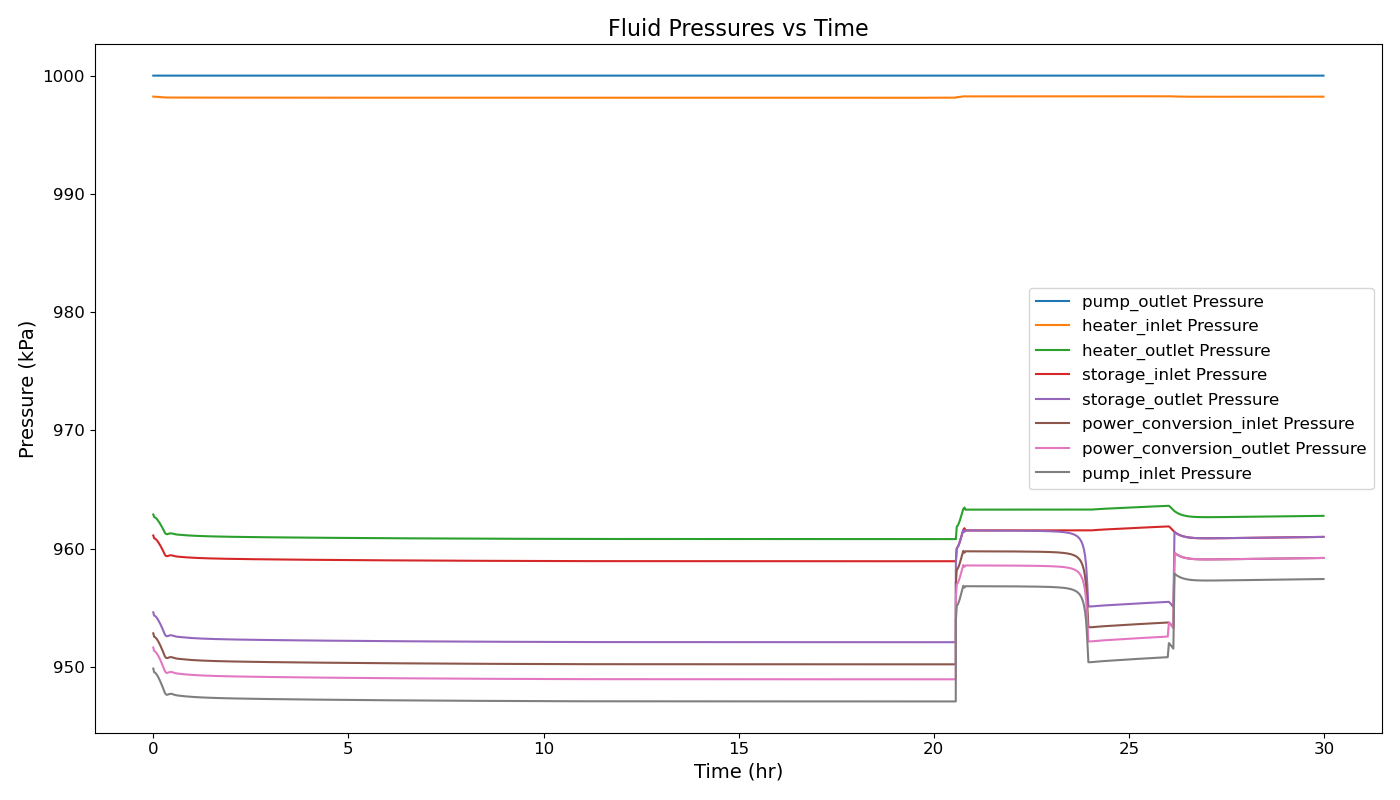 Fluid Pressures vs Time
Pressure (kPa)
1000
990
980
970
960
950
pump_outlet Pressure
heater_inlet Pressure
heater_outlet Pressure
storage_inlet Pressure
storage_outlet Pressure
power_conversion_inlet Pressure
power_conversion_outlet Pressure
pump_inlet Pressure
0 5 10 15 20 25 30
Time (hr)